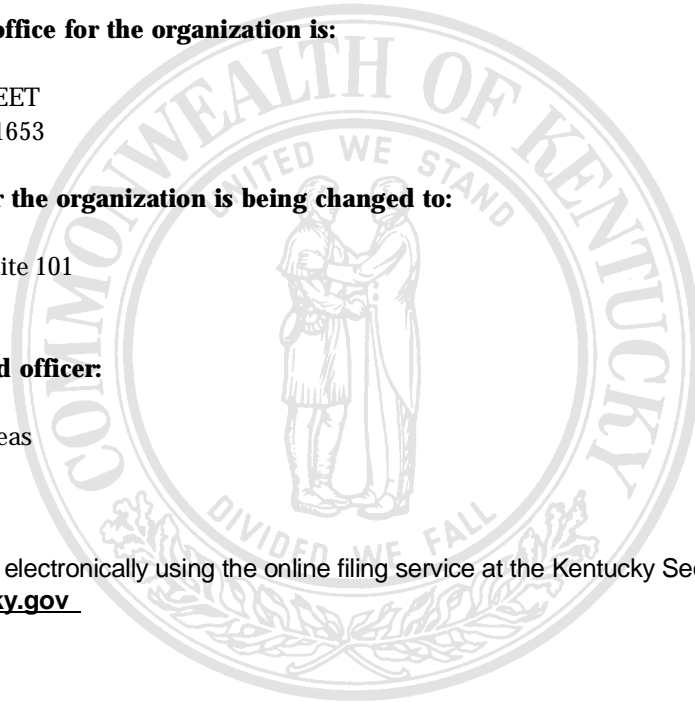 office for the organization is:
EET
1653
r the organization is being changed to:
ite 101
d officer:
eas
electronically using the online filing service at the Kentucky Sec
ky.gov
COMMONWEALTH OF KENTUCKY
UNITED WE STAND
DIVIDED WE FALL